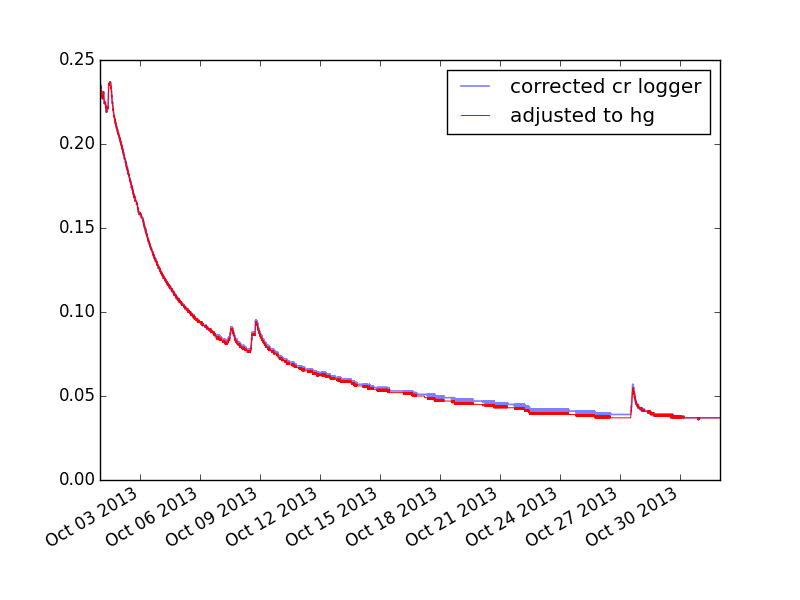 0.25
corrected cr logger
adjusted to hg
0.20
0.15
0.10
0.05
0.00
Oct 03 2013
Oct 06 2013
Oct 09 2013
Oct 12 2013
Oct 15 2013
Oct 18 2013
Oct 21 2013
Oct 24 2013
Oct 27 2013
Oct 30 2013